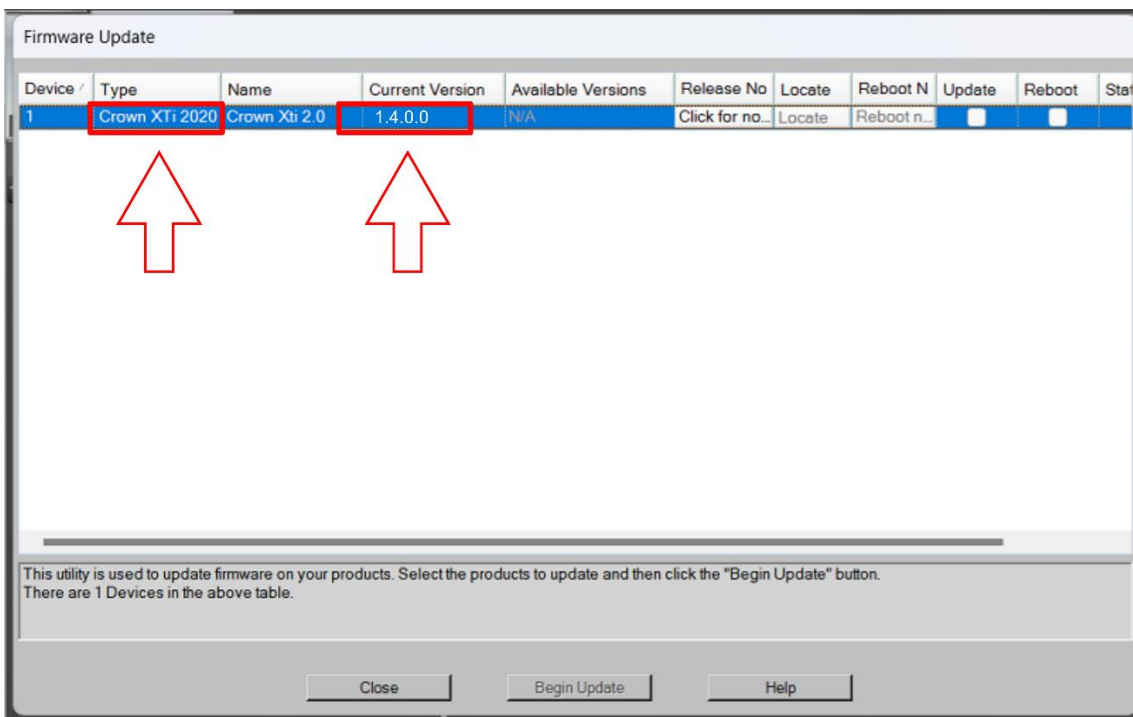 Firmware Update
Device / Type Name Current Version Available Versions Release No Locate Reboot N Update Reboot Stat
1 Crown XTi 2020 Crown Xti 2.0 1.4.0.0 N/A Click for no... Locate Reboot n...
This utility is used to update firmware on your products. Select the products to update and then click the "Begin Update" button.
There are 1 Devices in the above table.
Close Begin Update Help